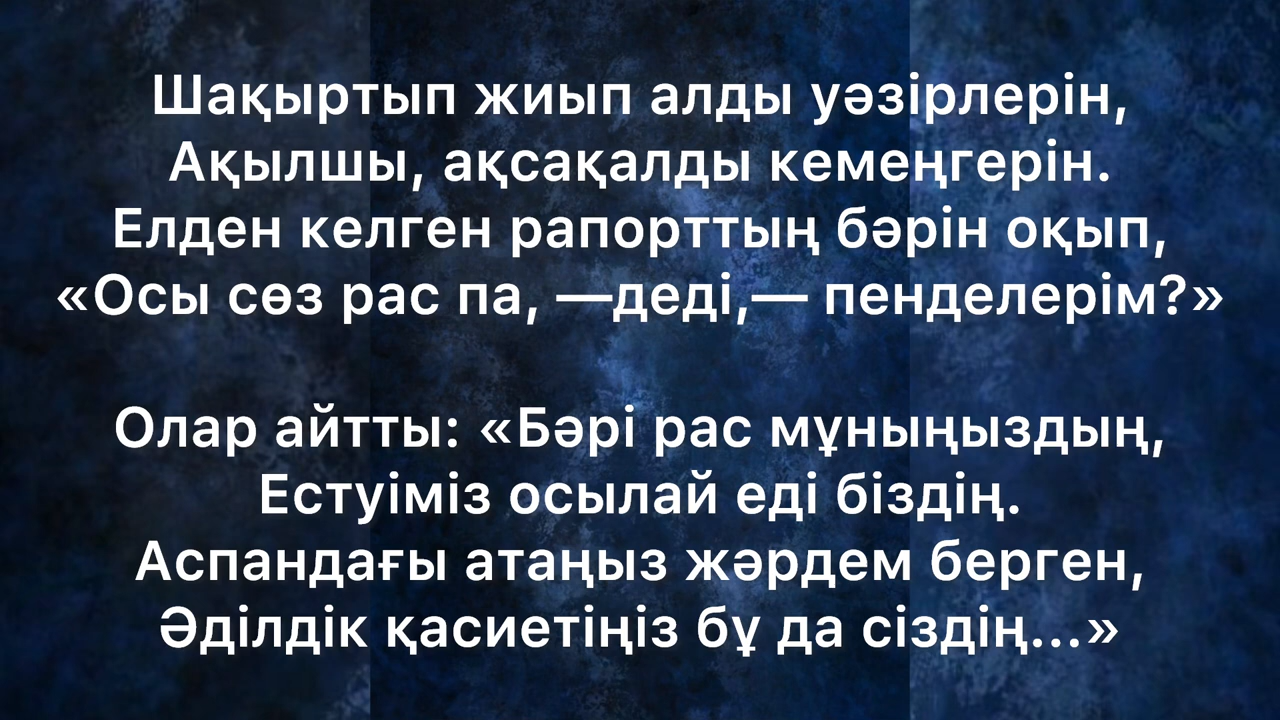 Шақыртып жиып алды уәзірлерін,
Ақылшы, ақсақалды кемеңгерін.
Елден келген рапорттың бәрін оқып,
«Осы сөз рас па, —деді,— пенделерім?»
Олар айтты: «Бәрі рас мұныңыздың,
Естуіміз осылай еді біздің.
Аспандағы атаңыз жәрдем берген,
Әділдік қасиетіңіз бұ да сіздің...»